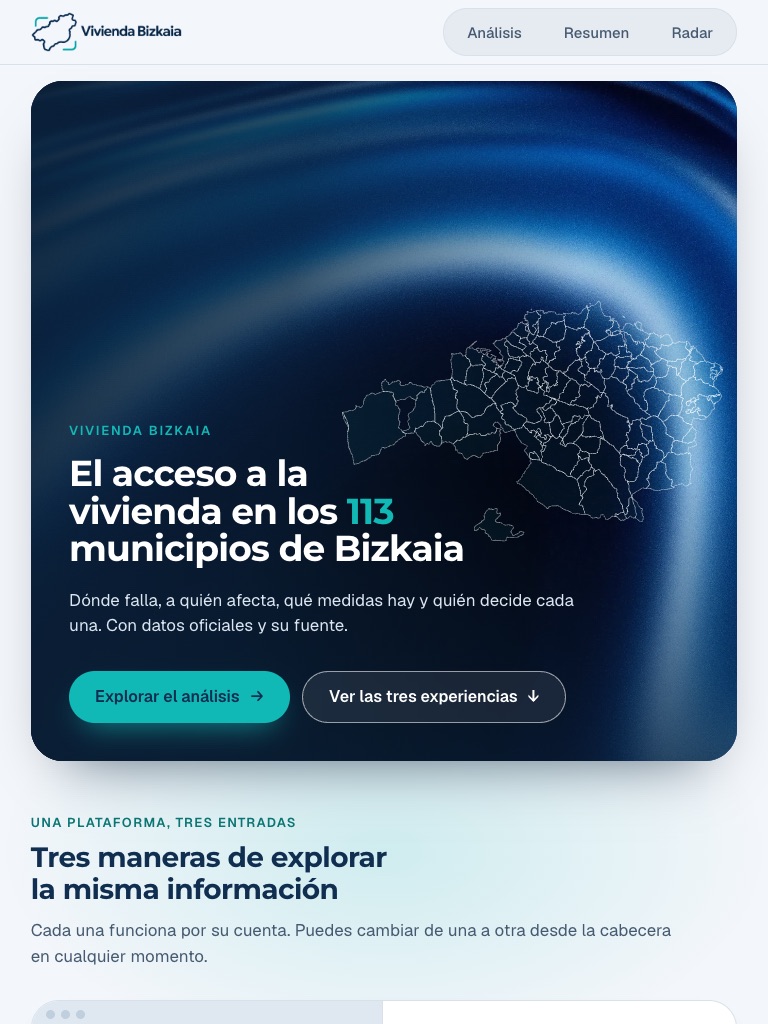 Vivienda Bizkaia
Análisis
Resumen
Radar
VIVIENDA BIZKAIA
El acceso a la
vivienda en los 113
municipios de Bizkaia
Dónde falla, a quién afecta, qué medidas hay y quién decide cada
una. Con datos oficiales y su fuente.
Explorar el análisis →
Ver las tres experiencias ↓
UNA PLATAFORMA, TRES ENTRADAS
Tres maneras de explorar
la misma información
Cada una funciona por su cuenta. Puedes cambiar de una a otra desde la cabecera
en cualquier momento.